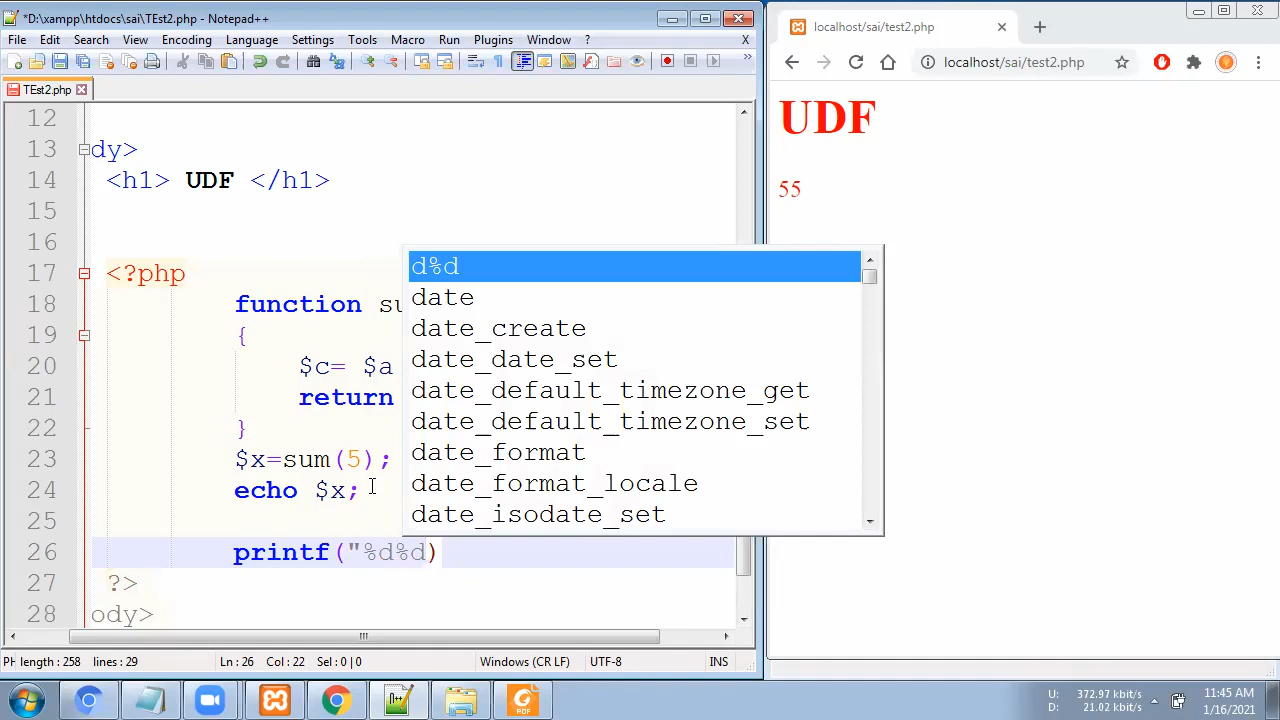 *D:\xampp\htdocs\sai\TEst2.php - Notepad++
File Edit Search View Encoding Language Settings Tools Macro Run Plugins Window ? X
TEst2.php
12
13 dy>
14 <h1> UDF </h1>
15
16
17 <?php
18 function su
19 {
20 $c= $a
21 return
22 }
23 $x=sum(5);
24 echo $x;
25
26 printf("%d%d)
27 ?>
28 ody>
d%d
date
date_create
date_date_set
date_default_timezone_get
date_default_timezone_set
date_format
date_format_locale
date_isodate_set
PH length : 258 lines : 29 Ln : 26 Col : 22 Sel : 0 | 0 Windows (CR LF) UTF-8 INS
localhost/sai/test2.php
localhost/sai/test2.php
UDF
55
PDF
U: 372.97 kbit/s
D: 21.02 kbit/s
11:45 AM
1/16/2021